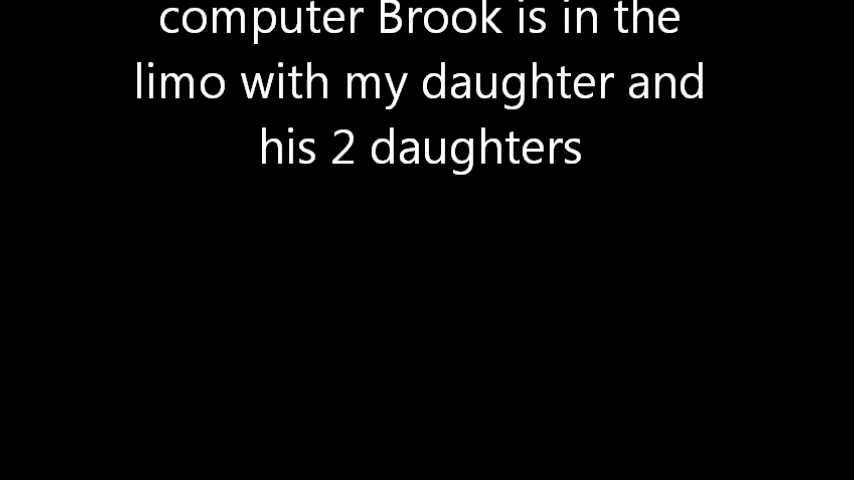 computer Brook is in the
limo with my daughter and
his 2 daughters